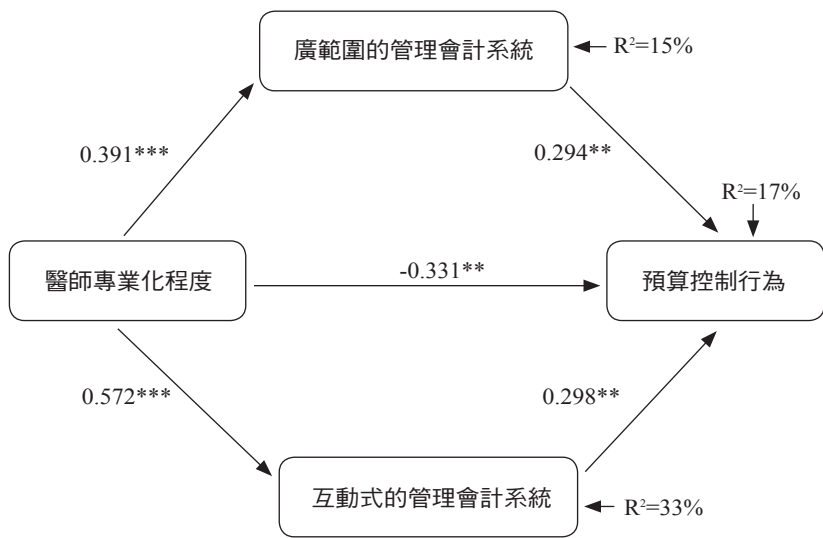 廣範圍的管理會計系統
R²=15%
0.391***
0.294**
R²=17%
醫師專業化程度
-0.331**
預算控制行為
0.572***
0.298**
互動式的管理會計系統
R²=33%